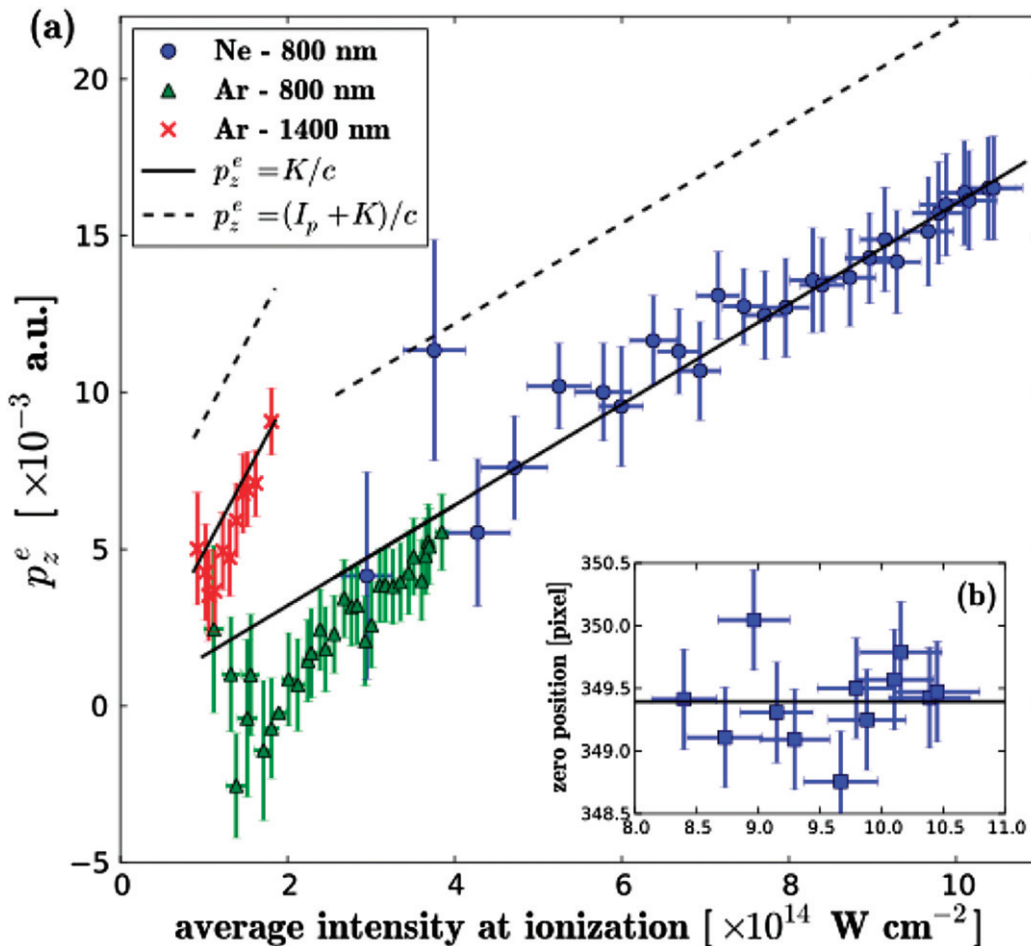 (a)
Ne - 800 nm
Ar - 800 nm
Ar - 1400 nm
p_z^e = K/c
p_z^e = (I_p + K)/c
20
15
10
5
0
−5
p_z^e [×10^−3 a.u.]
0 2 4 6 8 10
average intensity at ionization [×10^14 W cm^−2]
(b)
350.5
350.0
349.5
349.0
348.5
zero position [pixel]
8.0 8.5 9.0 9.5 10.0 10.5 11.0